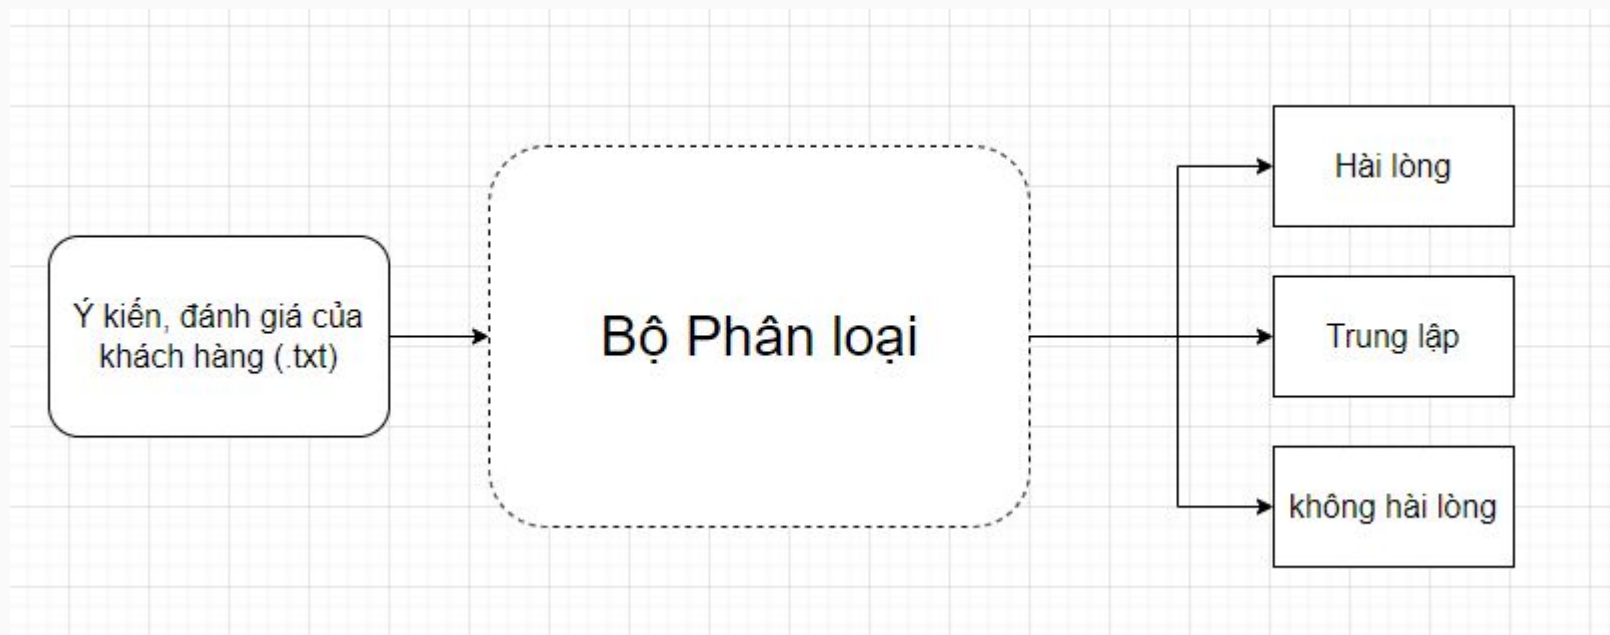 Ý kiến, đánh giá của
khách hàng (.txt)
Bộ Phân loại
Hài lòng
Trung lập
không hài lòng